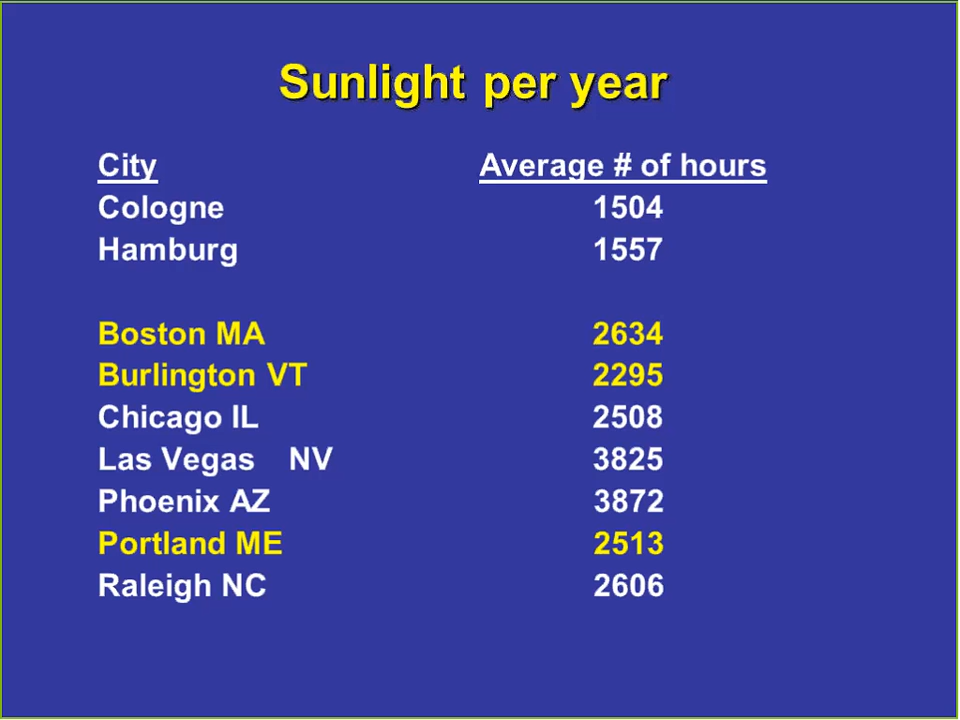 Sunlight per year
City Average # of hours
Cologne 1504
Hamburg 1557
Boston MA 2634
Burlington VT 2295
Chicago IL 2508
Las Vegas NV 3825
Phoenix AZ 3872
Portland ME 2513
Raleigh NC 2606